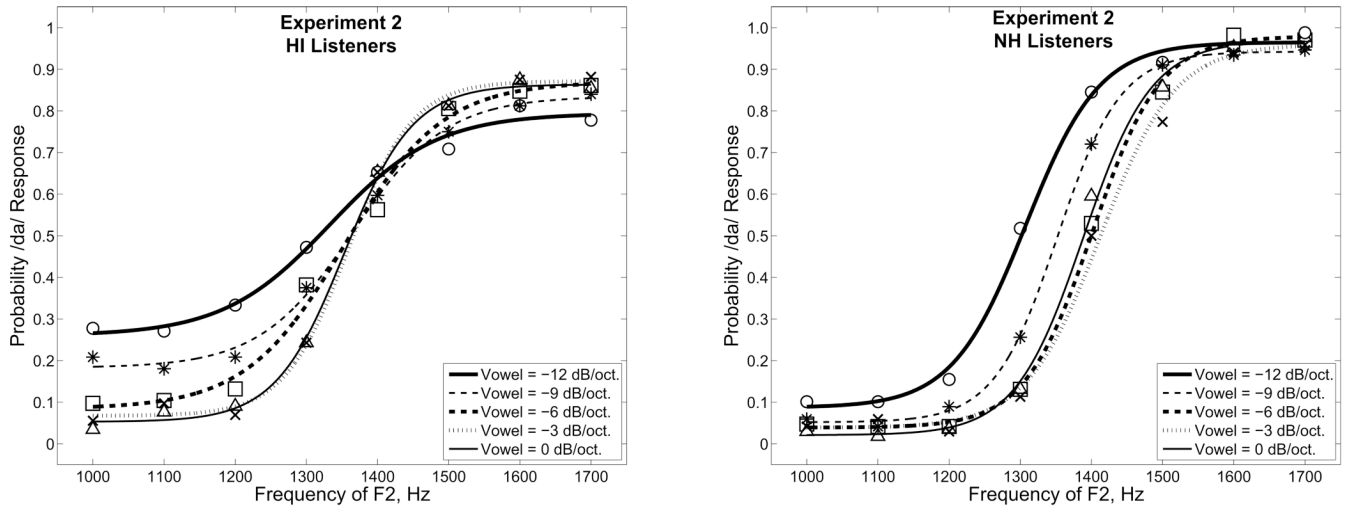 Experiment 2
HI Listeners
Probability /da/ Response
1
0.9
0.8
0.7
0.6
0.5
0.4
0.3
0.2
0.1
0
Vowel = −12 dB/oct.
Vowel = −9 dB/oct.
Vowel = −6 dB/oct.
Vowel = −3 dB/oct.
Vowel = 0 dB/oct.
1000 1100 1200 1300 1400 1500 1600 1700
Frequency of F2, Hz
Experiment 2
NH Listeners
Probability /da/ Response
1
0.9
0.8
0.7
0.6
0.5
0.4
0.3
0.2
0.1
0
Vowel = −12 dB/oct.
Vowel = −9 dB/oct.
Vowel = −6 dB/oct.
Vowel = −3 dB/oct.
Vowel = 0 dB/oct.
1000 1100 1200 1300 1400 1500 1600 1700
Frequency of F2, Hz